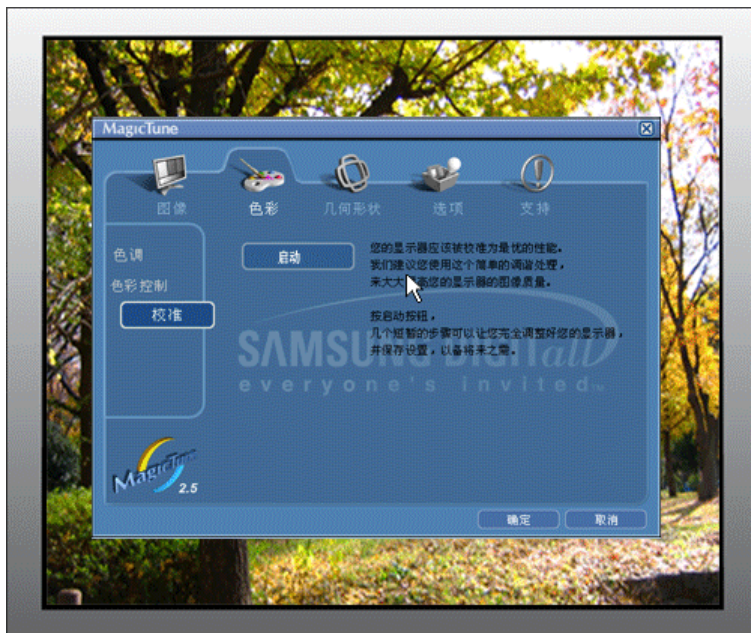 MagicTune
图像
色彩
几何形状
选项
支持
色调
色彩控制
校准
启动
您的显示器应该被校准为最优的性能。
我们建议您使用这个简单的调谐处理，
来大大 高您的显示器的图像质量。
按启动按钮，
几个短暂的步骤可以让您完全调整好您的显示器，
并保存设置，以备将来之需。
SAMSUNG DIGITall
everyone's invited™
MagicTune
2.5
确定
取消